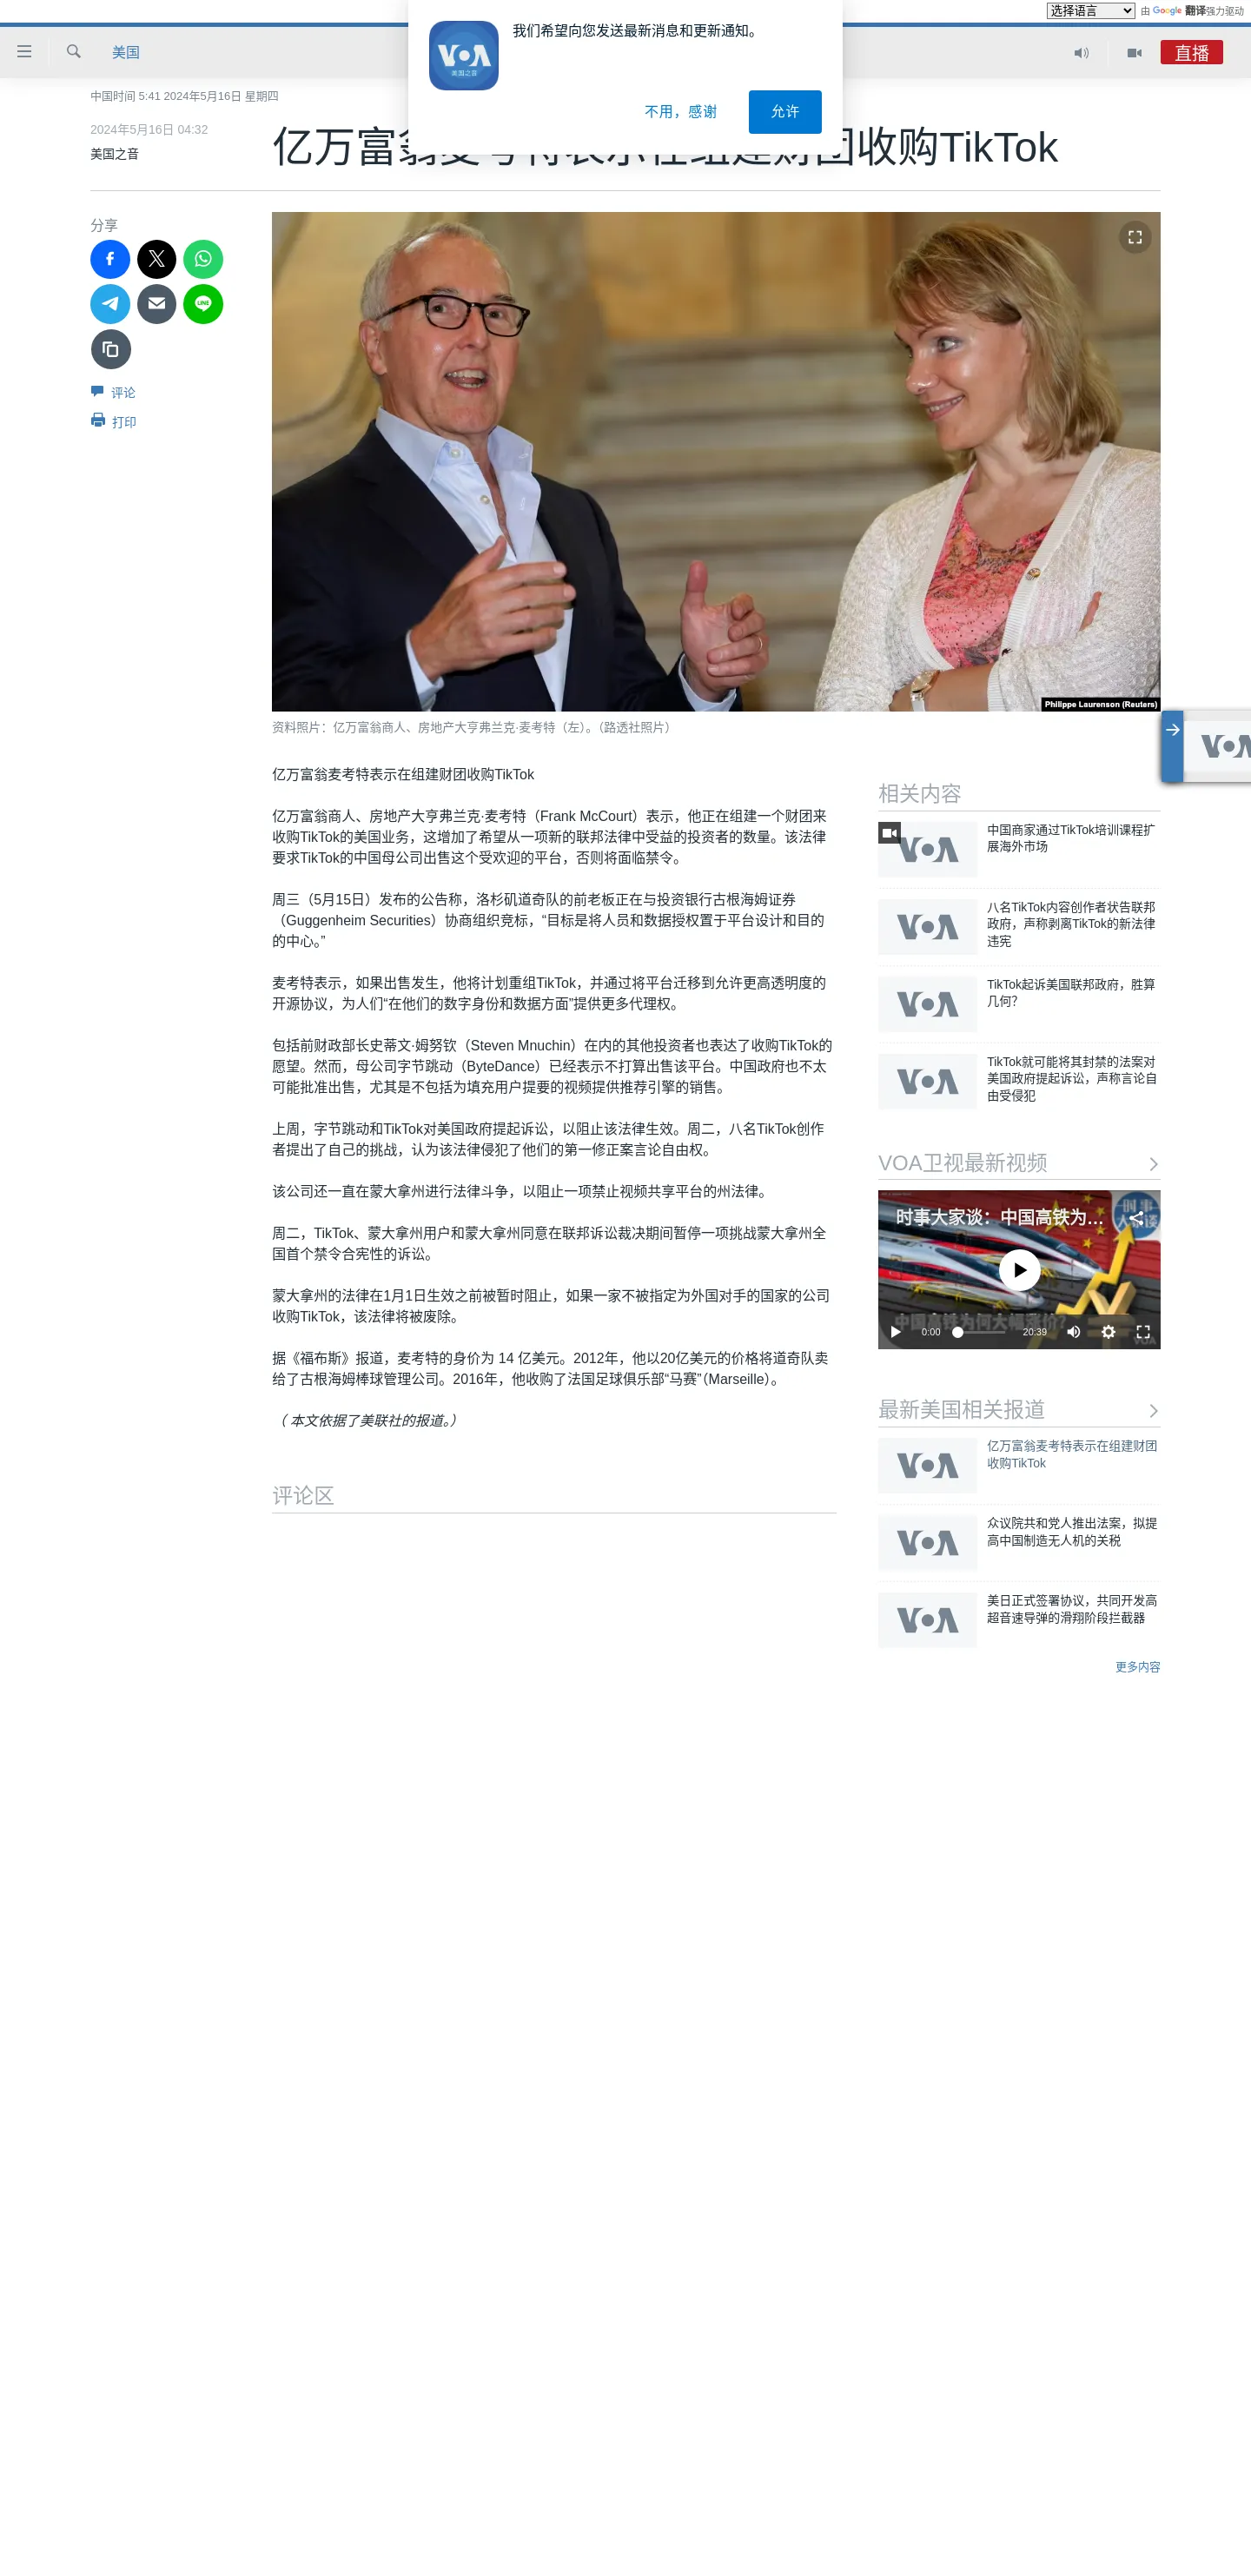 选择语言
由 Google 翻译强力驱动
我们希望向您发送最新消息和更新通知。
VOA
美国之音
不用，感谢
允许
美国
直播
中国时间 5:41 2024年5月16日 星期四
2024年5月16日 04:32
美国之音
亿万富翁麦考特表示在组建财团收购TikTok
分享
LINE
评论
打印
Philippe Laurenson (Reuters)
资料照片：亿万富翁商人、房地产大亨弗兰克·麦考特（左）。（路透社照片）
亿万富翁麦考特表示在组建财团收购TikTok
亿万富翁商人、房地产大亨弗兰克·麦考特（Frank McCourt）表示，他正在组建一个财团来
收购TikTok的美国业务，这增加了希望从一项新的联邦法律中受益的投资者的数量。该法律
要求TikTok的中国母公司出售这个受欢迎的平台，否则将面临禁令。
周三（5月15日）发布的公告称，洛杉矶道奇队的前老板正在与投资银行古根海姆证券
（Guggenheim Securities）协商组织竞标，“目标是将人员和数据授权置于平台设计和目的
的中心。”
麦考特表示，如果出售发生，他将计划重组TikTok，并通过将平台迁移到允许更高透明度的
开源协议，为人们“在他们的数字身份和数据方面”提供更多代理权。
包括前财政部长史蒂文·姆努钦（Steven Mnuchin）在内的其他投资者也表达了收购TikTok的
愿望。然而，母公司字节跳动（ByteDance）已经表示不打算出售该平台。中国政府也不太
可能批准出售，尤其是不包括为填充用户提要的视频提供推荐引擎的销售。
上周，字节跳动和TikTok对美国政府提起诉讼，以阻止该法律生效。周二，八名TikTok创作
者提出了自己的挑战，认为该法律侵犯了他们的第一修正案言论自由权。
该公司还一直在蒙大拿州进行法律斗争，以阻止一项禁止视频共享平台的州法律。
周二，TikTok、蒙大拿州用户和蒙大拿州同意在联邦诉讼裁决期间暂停一项挑战蒙大拿州全
国首个禁令合宪性的诉讼。
蒙大拿州的法律在1月1日生效之前被暂时阻止，如果一家不被指定为外国对手的国家的公司
收购TikTok，该法律将被废除。
据《福布斯》报道，麦考特的身价为 14 亿美元。2012年，他以20亿美元的价格将道奇队卖
给了古根海姆棒球管理公司。2016年，他收购了法国足球俱乐部“马赛”（Marseille）。
（ 本文依据了美联社的报道。）
评论区
VOA
相关内容
VOA
中国商家通过TikTok培训课程扩
展海外市场
VOA
八名TikTok内容创作者状告联邦
政府，声称剥离TikTok的新法律
违宪
VOA
TikTok起诉美国联邦政府，胜算
几何？
VOA
TikTok就可能将其封禁的法案对
美国政府提起诉讼，声称言论自
由受侵犯
VOA卫视最新视频
时事大家谈：中国高铁为…
中国高铁为何大幅涨价？
0:00
20:39
VOA
最新美国相关报道
VOA
亿万富翁麦考特表示在组建财团
收购TikTok
VOA
众议院共和党人推出法案，拟提
高中国制造无人机的关税
VOA
美日正式签署协议，共同开发高
超音速导弹的滑翔阶段拦截器
更多内容